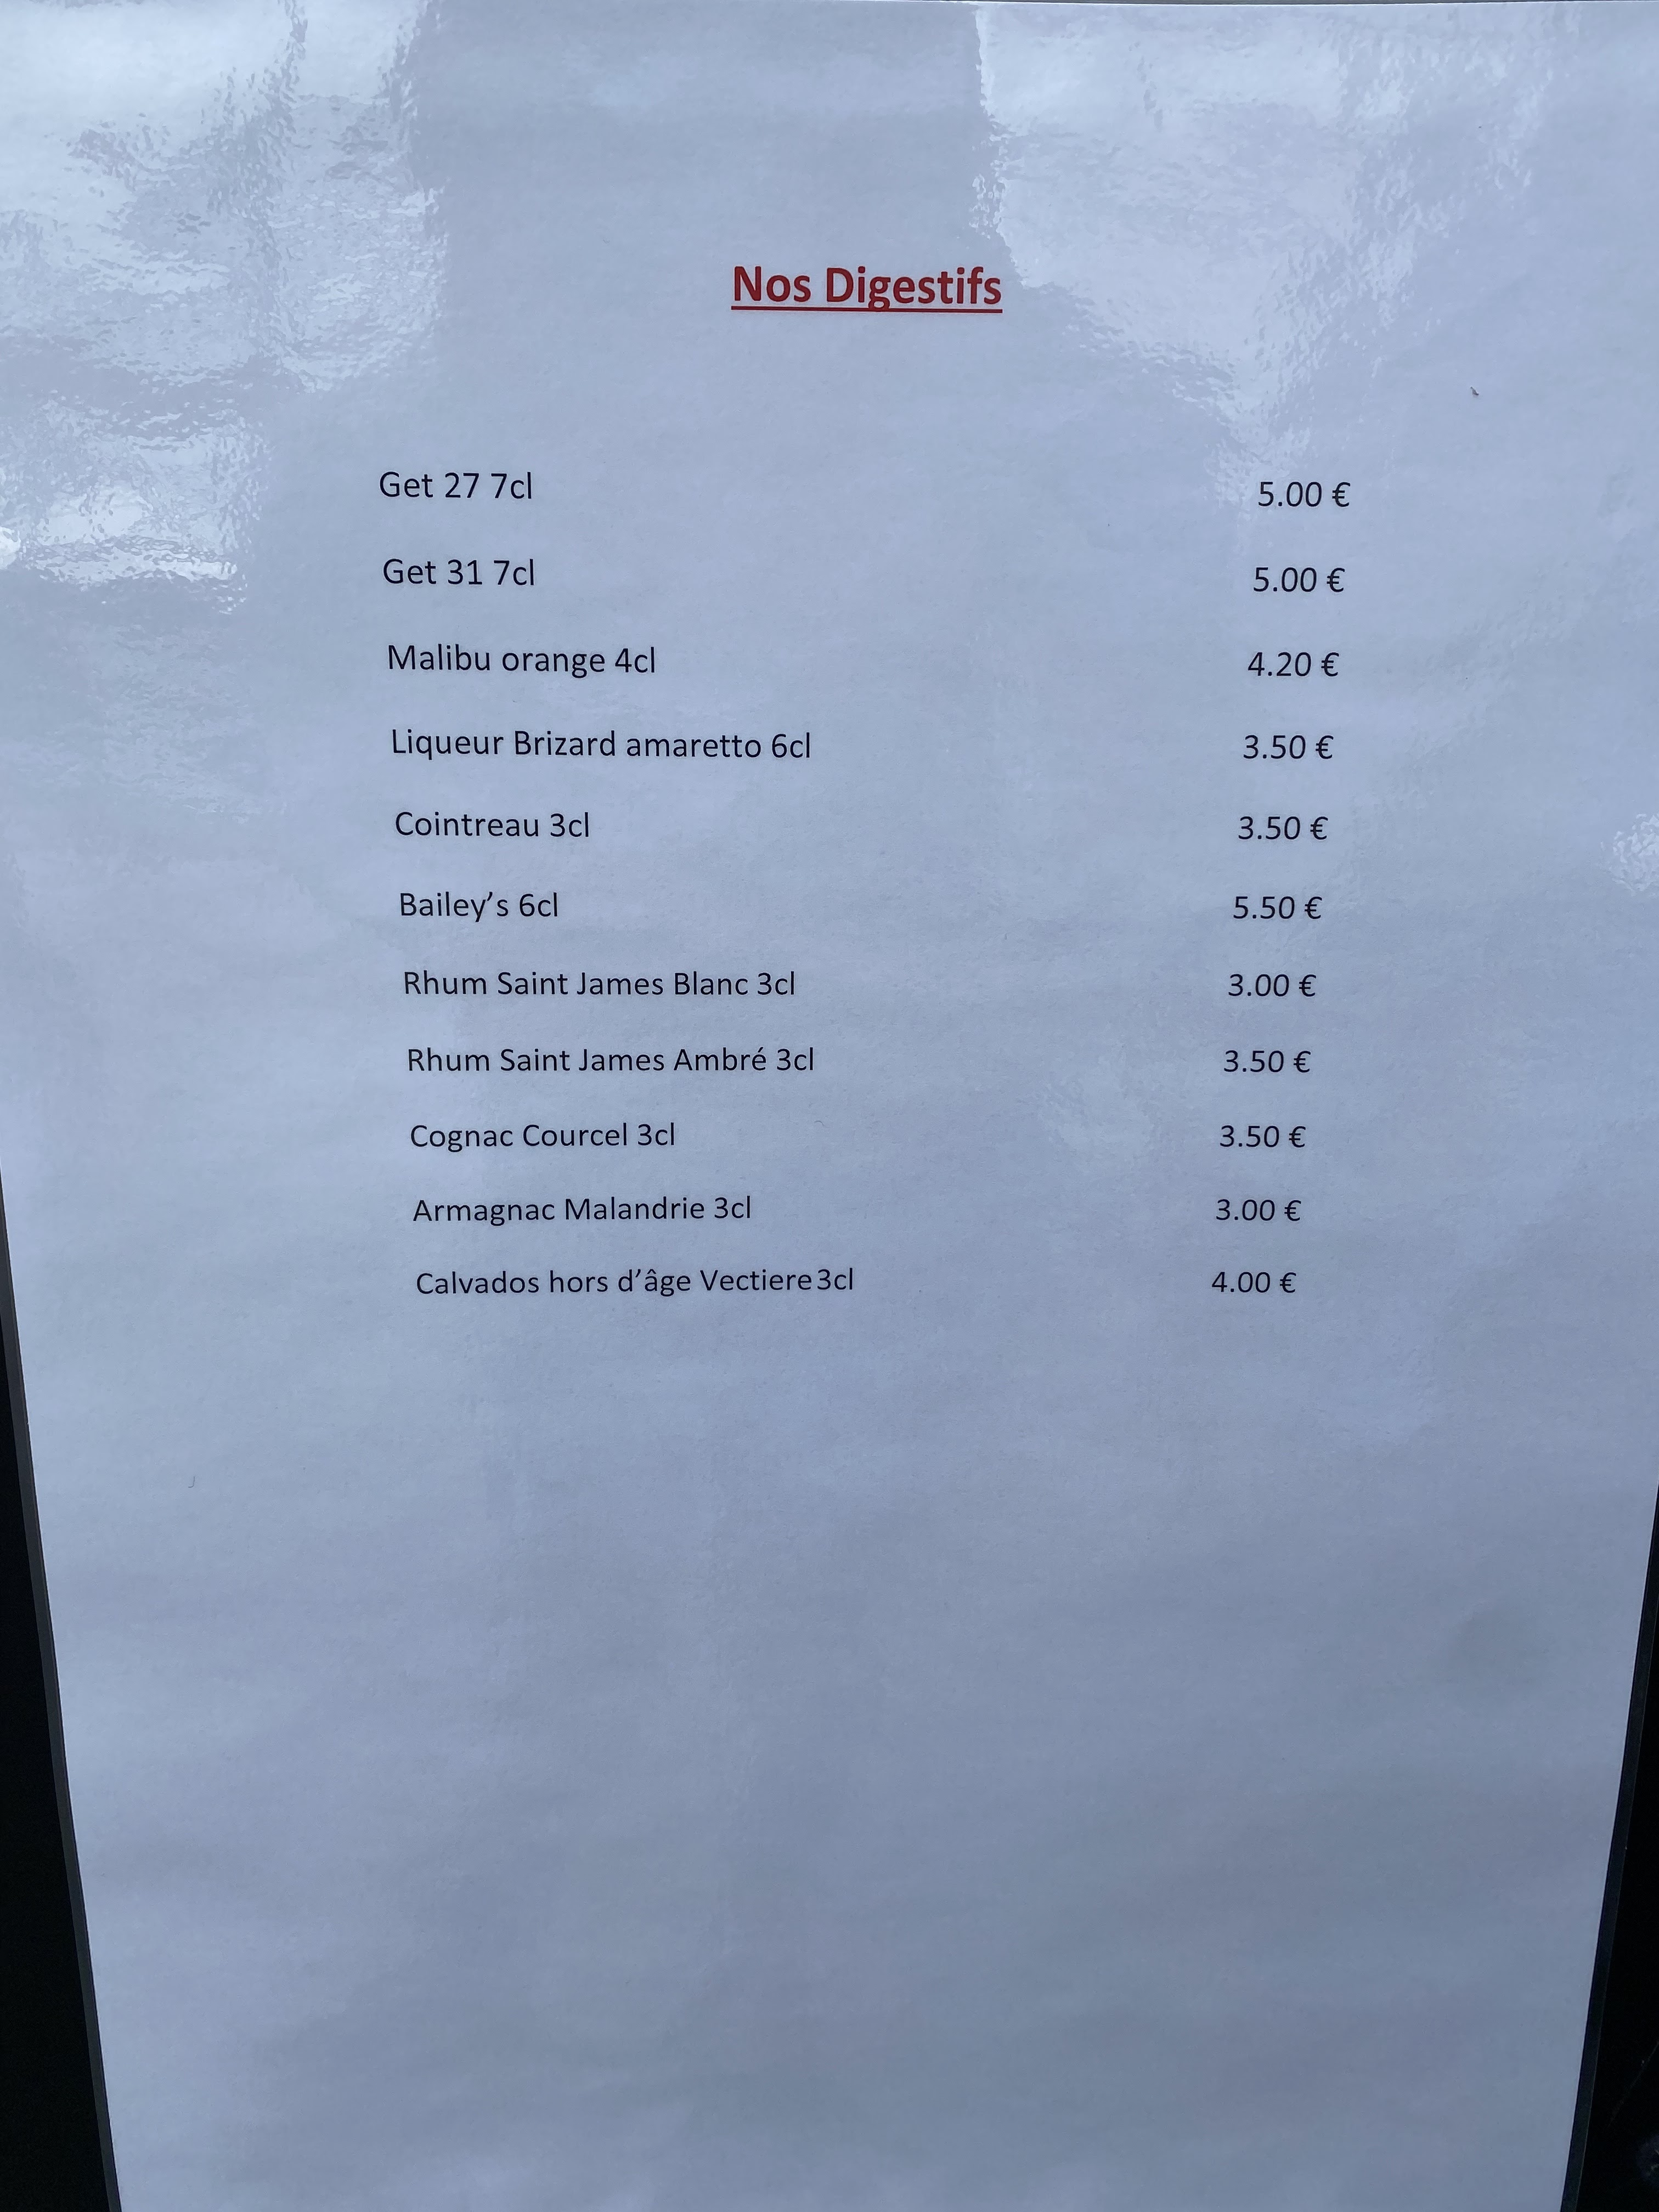 Nos Digestifs
Get 27 7cl 5.00 €
Get 31 7cl 5.00 €
Malibu orange 4cl 4.20 €
Liqueur Brizard amaretto 6cl 3.50 €
Cointreau 3cl 3.50 €
Bailey’s 6cl 5.50 €
Rhum Saint James Blanc 3cl 3.00 €
Rhum Saint James Ambré 3cl 3.50 €
Cognac Courcel 3cl 3.50 €
Armagnac Malandrie 3cl 3.00 €
Calvados hors d’âge Vectiere 3cl 4.00 €